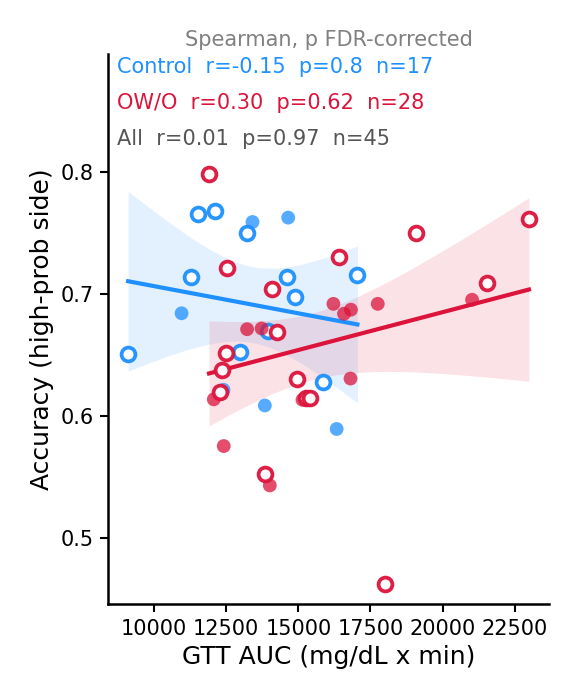 Spearman, p FDR-corrected
Control r=-0.15 p=0.8 n=17
OW/O r=0.30 p=0.62 n=28
All r=0.01 p=0.97 n=45
0.8
0.7
0.6
0.5
Accuracy (high-prob side)
10000 12500 15000 17500 20000 22500
GTT AUC (mg/dL x min)